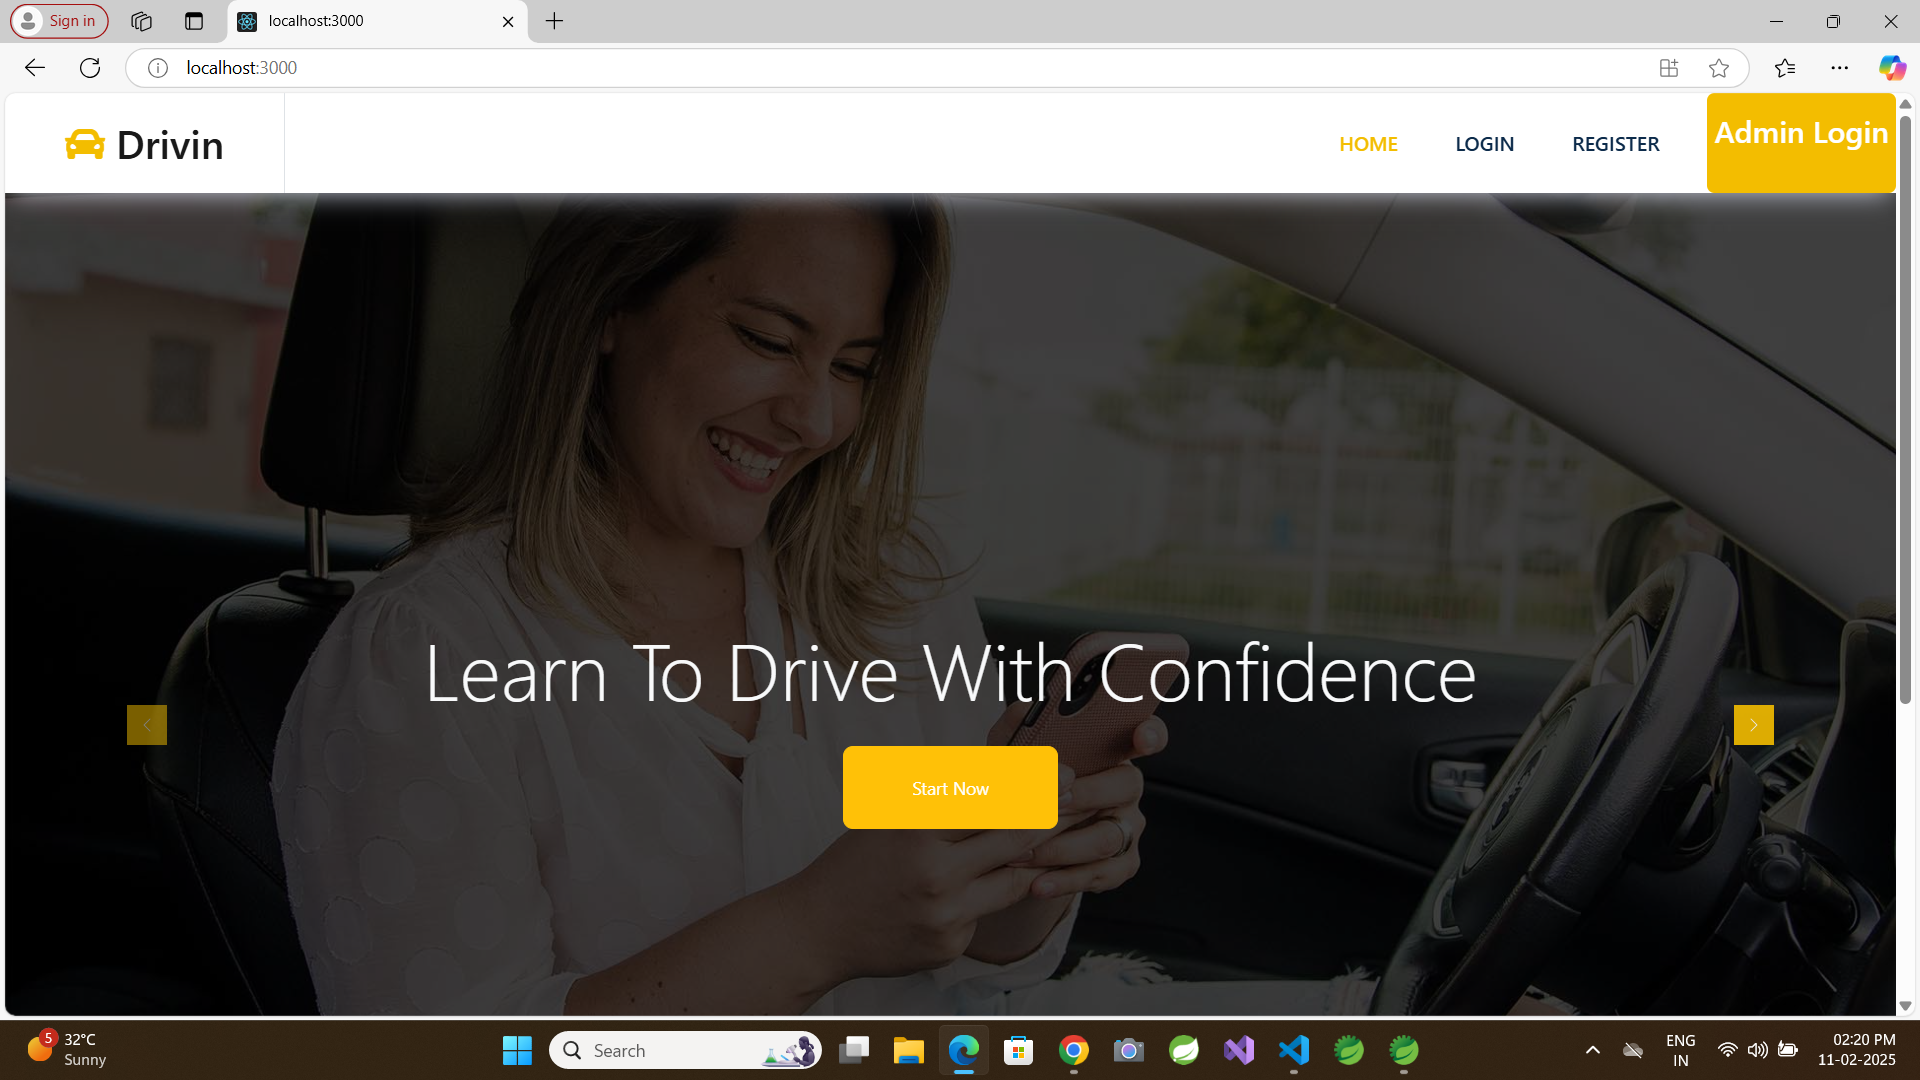 Sign in
localhost:3000
localhost:3000
Drivin
HOME
LOGIN
REGISTER
Admin Login
Learn To Drive With Confidence
Start Now
5
32°C
Sunny
Search
ENG
IN
02:20 PM
11-02-2025